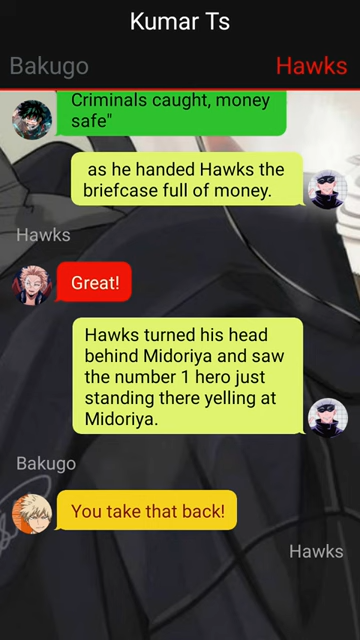 Kumar Ts
Bakugo
Hawks
Criminals caught, money
safe"
as he handed Hawks the
briefcase full of money.
Hawks
Great!
Hawks turned his head
behind Midoriya and saw
the number 1 hero just
standing there yelling at
Midoriya.
Bakugo
You take that back!
Hawks